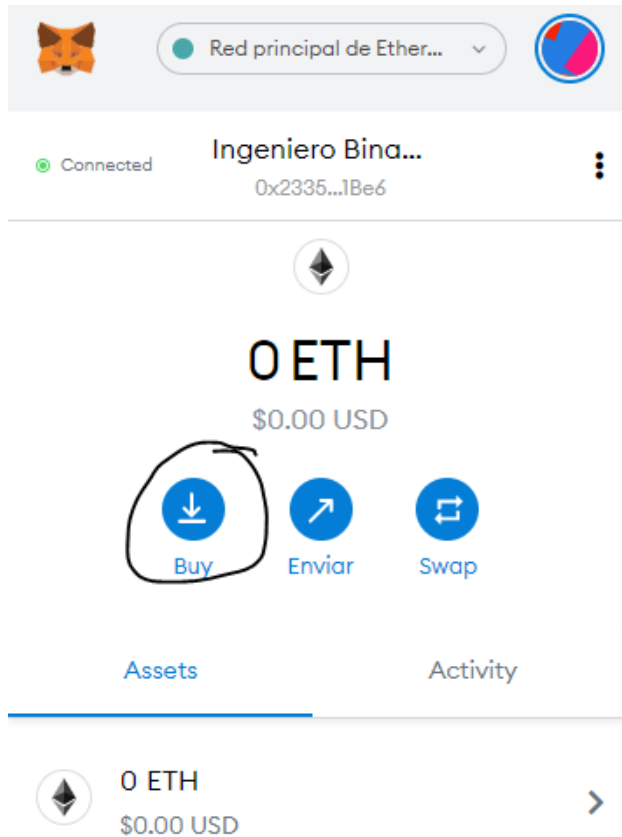 Red principal de Ether...
Connected
Ingeniero Bina...
0x2335...1Be6
0 ETH
$0.00 USD
Buy Enviar Swap
Assets Activity
0 ETH
$0.00 USD